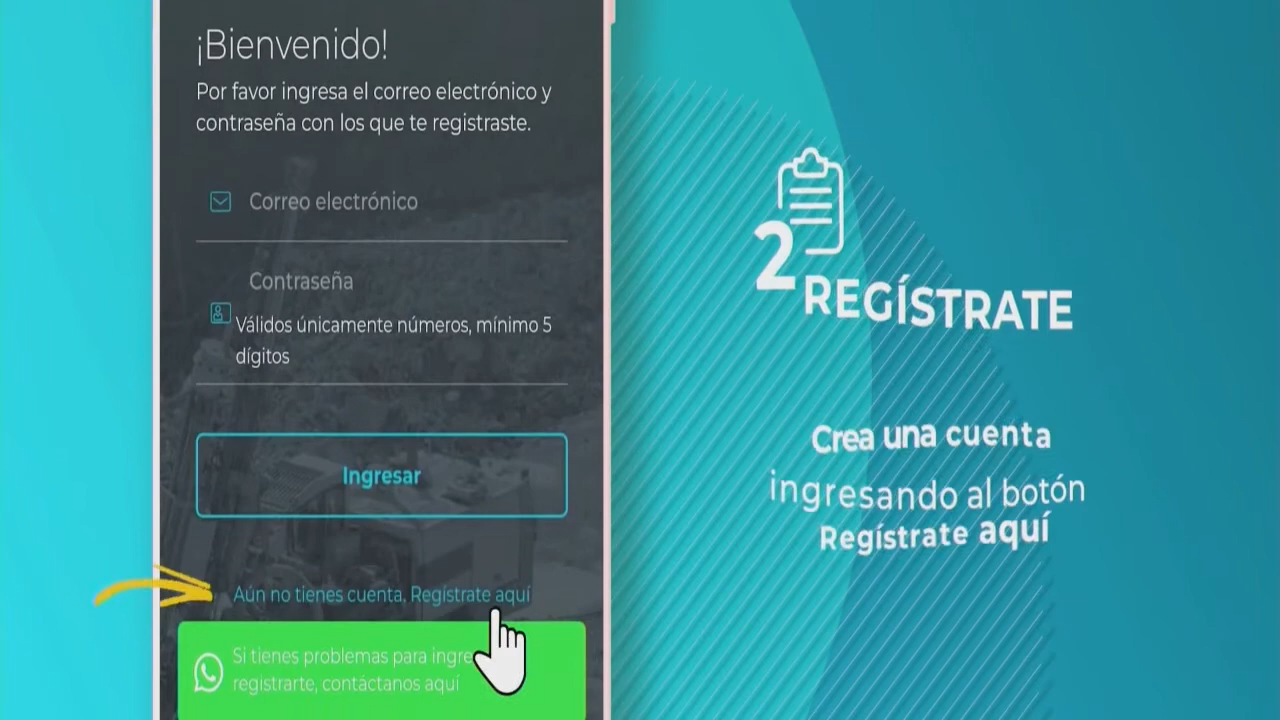 ¡Bienvenido!
Por favor ingresa el correo electrónico y
contraseña con los que te registraste.
Correo electrónico
Contraseña
Válidos únicamente números, mínimo 5
dígitos
Ingresar
Aún no tienes cuenta. Regístrate aquí
Si tienes problemas para
registrarte, contáctanos aquí
2
REGÍSTRATE
Crea una cuenta
ingresando al botón
Regístrate aquí